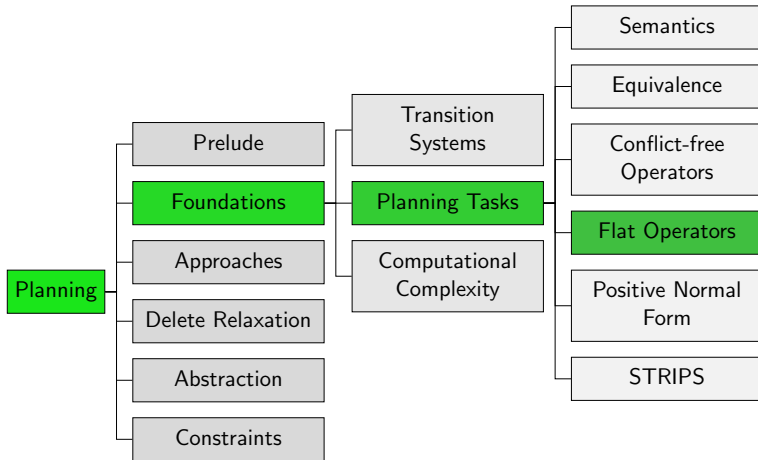 Planning
Prelude
Foundations
Approaches
Delete Relaxation
Abstraction
Constraints
Transition
Systems
Planning Tasks
Computational
Complexity
Semantics
Equivalence
Conflict-free
Operators
Flat Operators
Positive Normal
Form
STRIPS